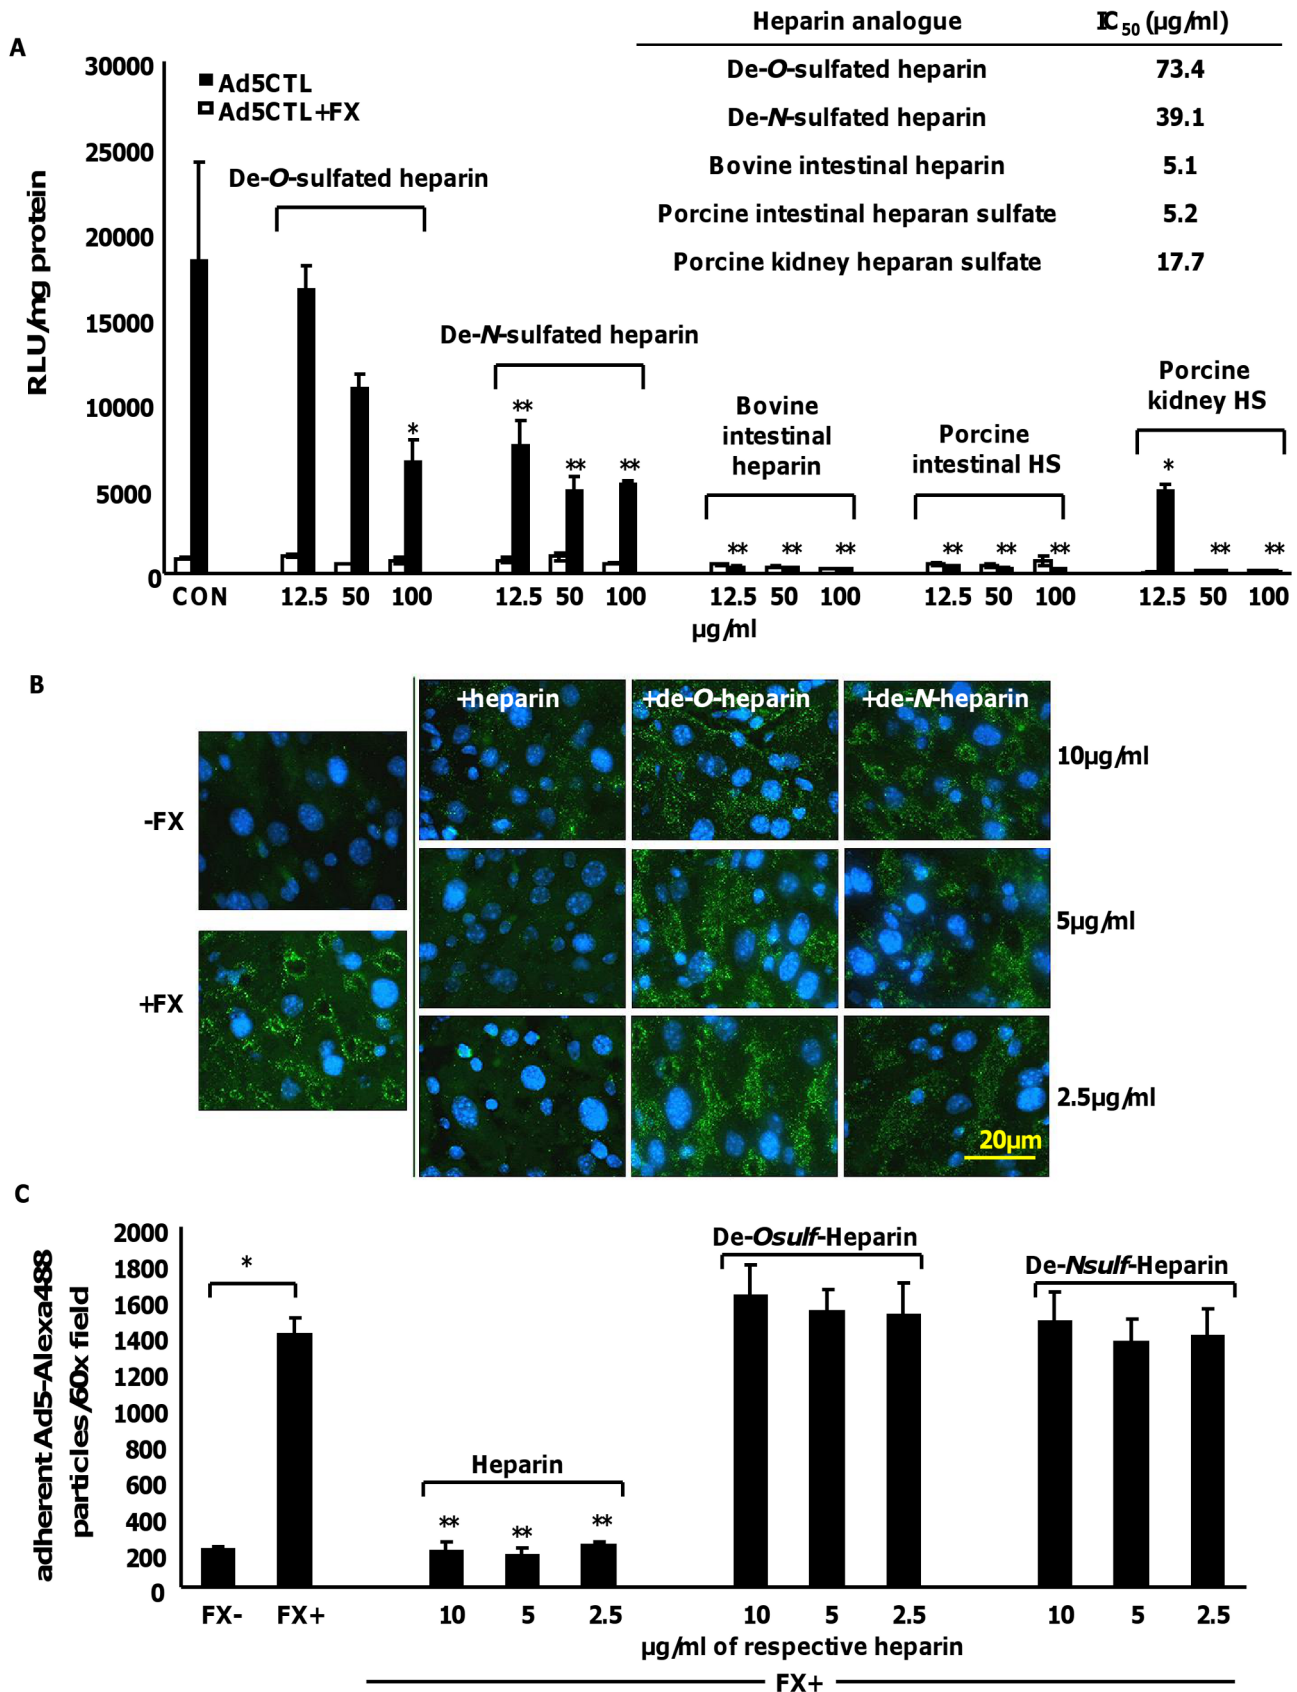 A
Heparin analogue IC50 (µg/ml)
De-O-sulfated heparin 73.4
De-N-sulfated heparin 39.1
Bovine intestinal heparin 5.1
Porcine intestinal heparan sulfate 5.2
Porcine kidney heparan sulfate 17.7
RLU/mg protein
30000
25000
20000
15000
10000
5000
0
Ad5CTL
Ad5CTL+FX
De-O-sulfated heparin
*
De-N-sulfated heparin
** ** **
Bovine
intestinal
heparin
** ** **
Porcine
intestinal HS
** ** **
Porcine
kidney HS
* ** **
CON 12.5 50 100 12.5 50 100 12.5 50 100 12.5 50 100 12.5 50 100
µg/ml
B
-FX
+FX
+heparin +de-O-heparin +de-N-heparin
10µg/ml
5µg/ml
2.5µg/ml
20µm
C
adherent Ad5-Alexa488
particles/60x field
2000
1800
1600
1400
1200
1000
800
600
400
200
0
*
Heparin
** ** **
De-Osulf-Heparin
De-Nsulf-Heparin
FX- FX+ 10 5 2.5 10 5 2.5 10 5 2.5
µg/ml of respective heparin
FX+